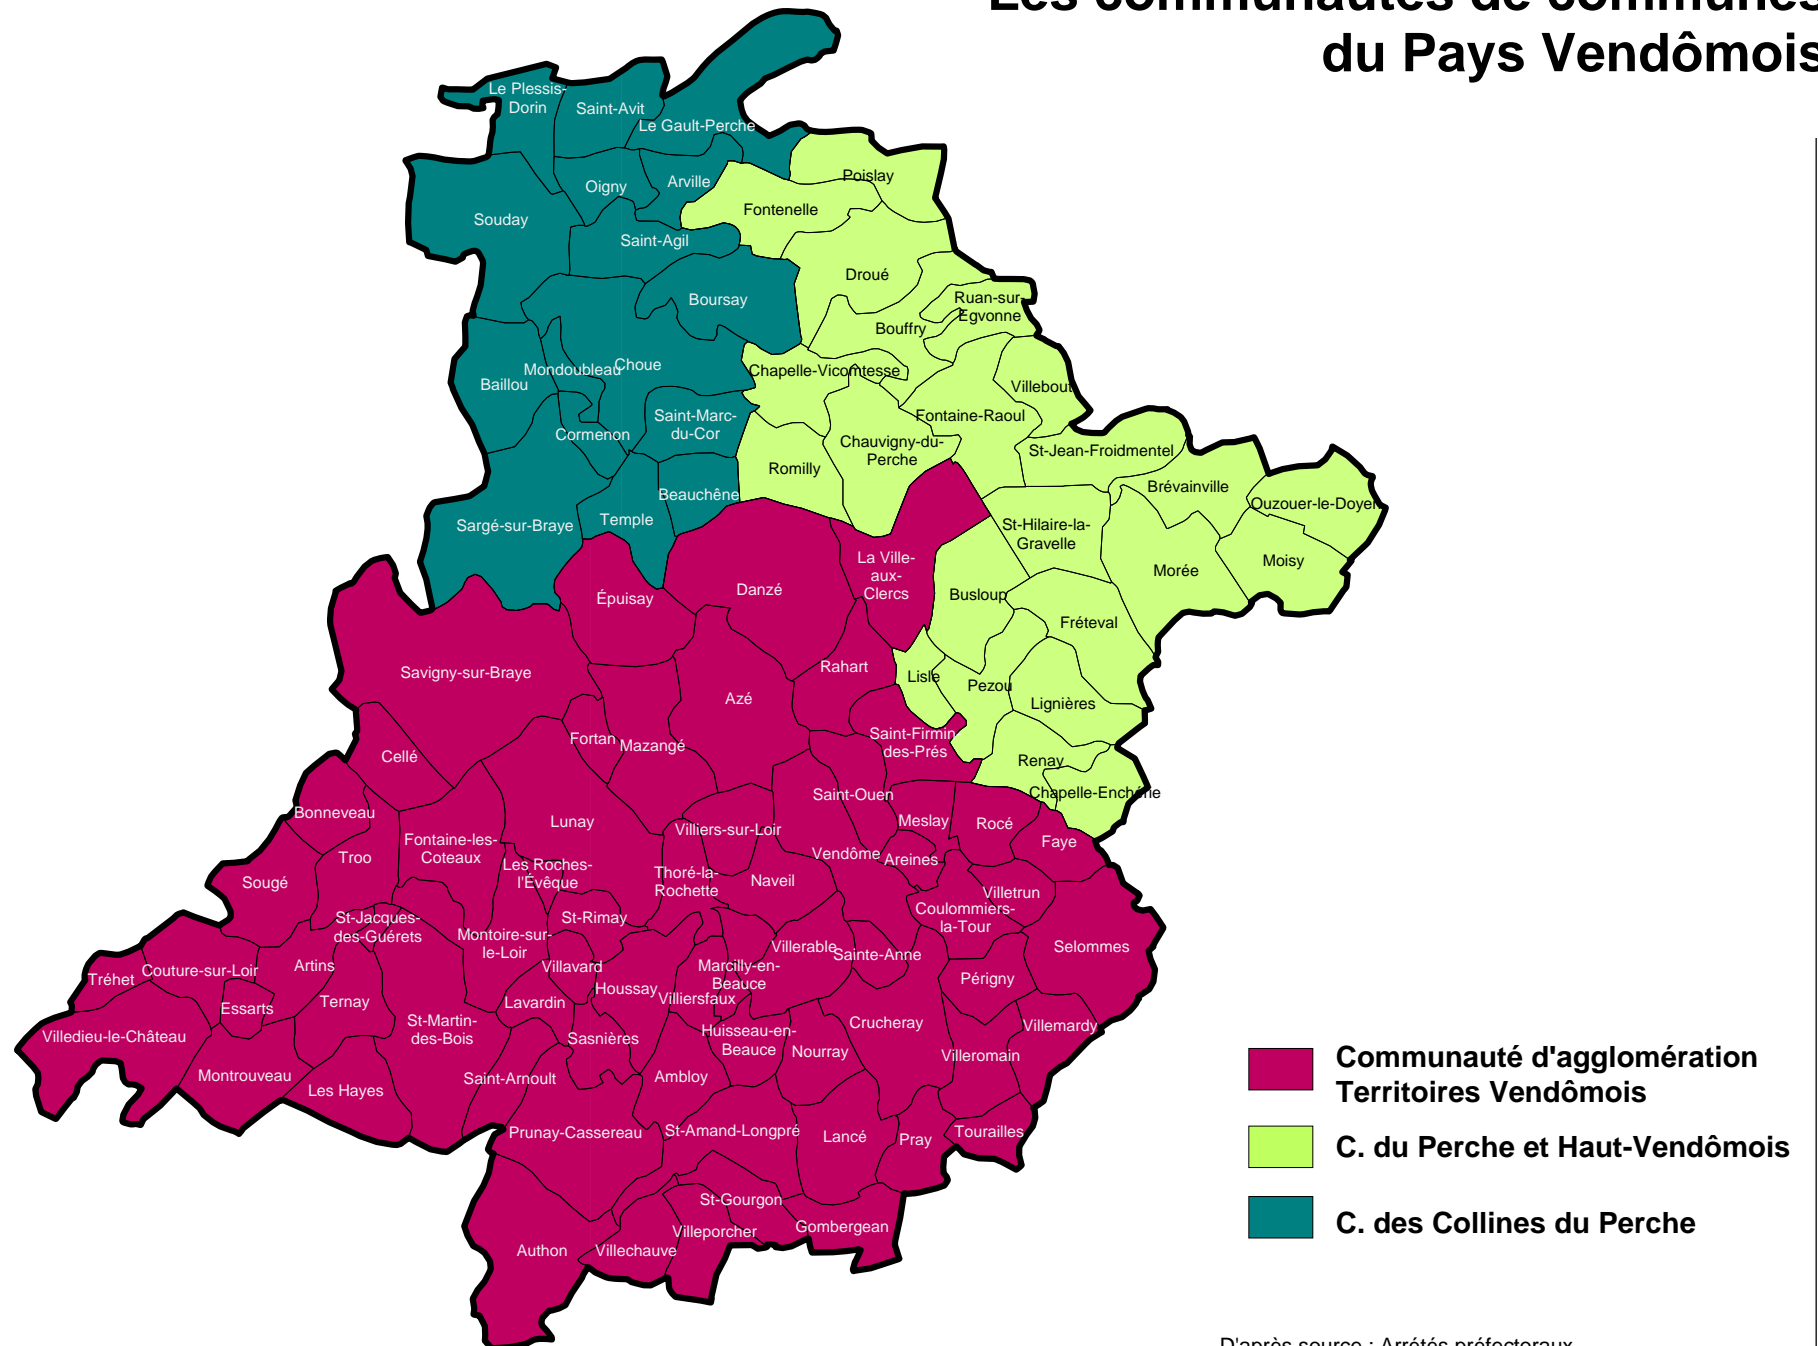 Les communautés de communes
du Pays Vendômois
Le Plessis-
Dorin
Saint-Avit
Le Gault-Perche
Oigny
Arville
Poislay
Fontenelle
Souday
Saint-Agil
Droué
Boursay
Ruan-sur-
Egvonne
Bouffry
Baillou
Mondoubleau
Choue
Chapelle-Vicomtesse
Villebout
Fontaine-Raoul
Saint-Marc-
du-Cor
Cormenon
Chauvigny-du-
Perche
St-Jean-Froidmentel
Romilly
Brévainville
Beauchêne
Ouzouer-le-Doyen
Sargé-sur-Braye
Temple
St-Hilaire-la-
Gravelle
Moisy
Morée
La Ville-
aux-
Clercs
Épuisay
Danzé
Busloup
Fréteval
Savigny-sur-Braye
Rahart
Lisle
Pezou
Azé
Lignières
Fortan
Mazangé
Saint-Firmin
des-Prés
Cellé
Renay
Chapelle-Enchérie
Saint-Ouen
Bonneveau
Lunay
Villiers-sur-Loir
Meslay
Rocé
Faye
Fontaine-les-
Coteaux
Troo
Vendôme
Areines
Les Roches-
l'Évêque
Thoré-la-
Rochette
Naveil
Sougé
Villetrun
St-Jacques-
des-Guérets
St-Rimay
Coulommiers-
la-Tour
Montoire-sur-
le-Loir
Villerable
Sainte-Anne
Selommes
Tréhet
Couture-sur-Loir
Artins
Villavard
Marcilly-en-
Beauce
Périgny
Houssay
Villiersfaux
Essarts
Ternay
Lavardin
St-Martin-
des-Bois
Villedieu-le-Château
Sasnières
Huisseau-en-
Beauce
Crucheray
Villemardy
Nourray
Villeromain
Montrouveau
Les Hayes
Saint-Arnoult
Ambloy
Prunay-Cassereau
St-Amand-Longpré
Lancé
Pray
Tourailles
St-Gourgon
Villeporcher
Gombergean
Authon
Villechauve
Communauté d'agglomération
Territoires Vendômois
C. du Perche et Haut-Vendômois
C. des Collines du Perche
D'après source : Arrétés préfectoraux